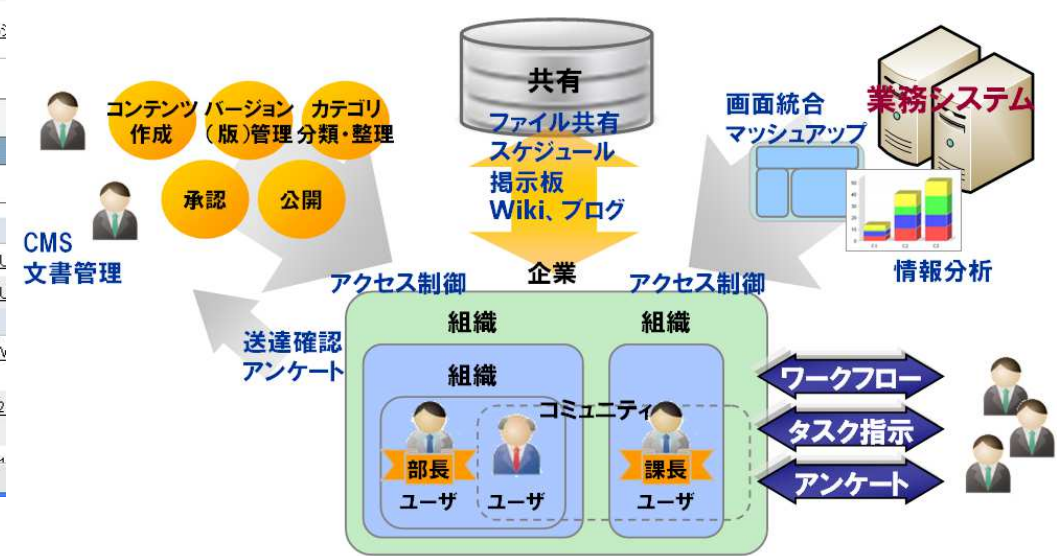 コンテンツ
作成
バージョン
(版)管理
カテゴリ
分類・整理
承認
公開
CMS
文書管理
共有
ファイル共有
スケジュール
掲示板
Wiki、ブログ
画面統合
マッシュアップ
業務システム
情報分析
企業
アクセス制御
アクセス制御
送達確認
アンケート
組織
組織
組織
コミュニティ
部長
課長
ユーザ
ユーザ
ユーザ
ワークフロー
タスク指示
アンケート